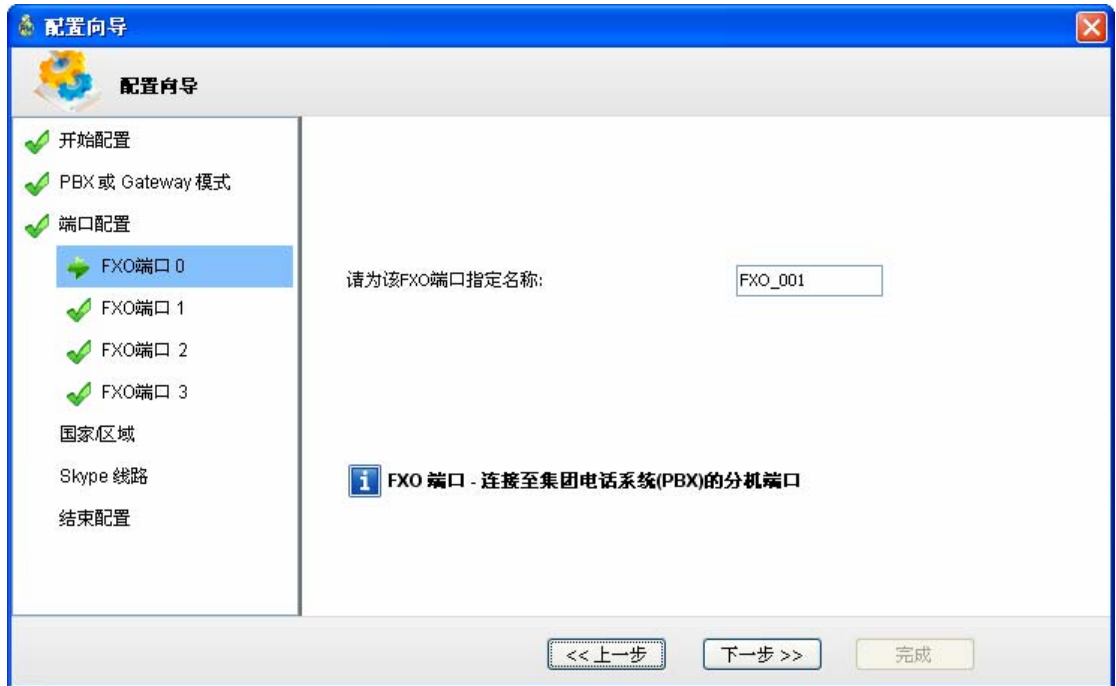 配置向导
配置向导
开始配置
PBX 或 Gateway 模式
端口配置
FXO端口 0
FXO端口 1
FXO端口 2
FXO端口 3
国家/区域
Skype 线路
结束配置
请为该FXO端口指定名称: FXO_001
FXO 端口 - 连接至集团电话系统(PBX)的分机端口
<< 上一步 下一步 >> 完成